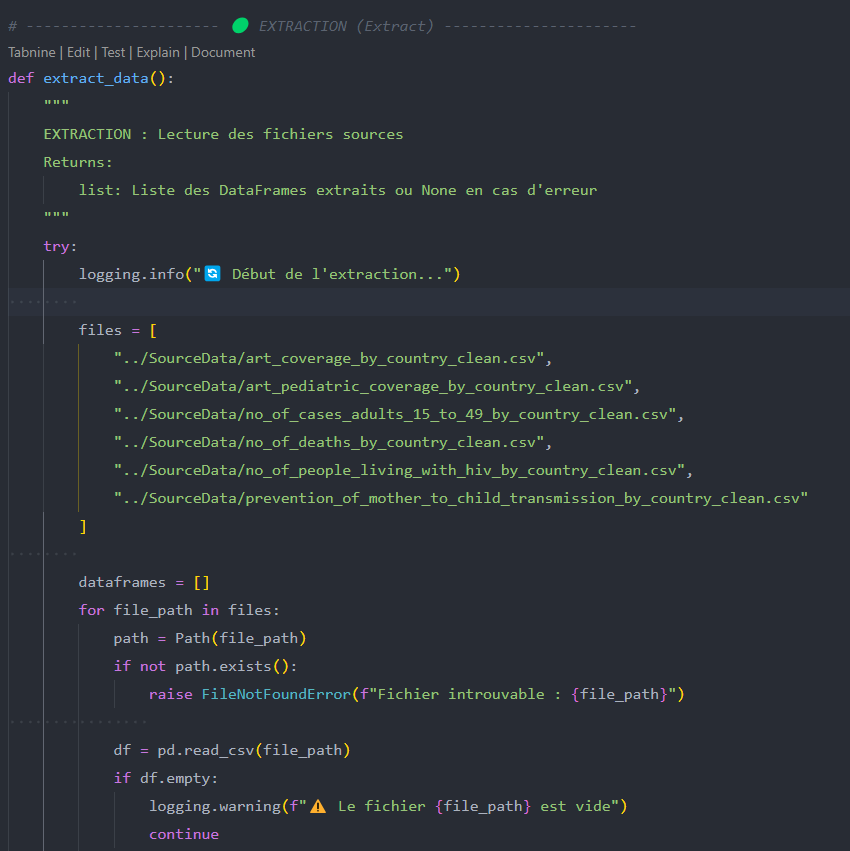 # ---------------------- 🟢 EXTRACTION (Extract) ----------------------
Tabnine | Edit | Test | Explain | Document
def extract_data():
    """
    EXTRACTION : Lecture des fichiers sources
    Returns:
        list: Liste des DataFrames extraits ou None en cas d'erreur
    """
    try:
        logging.info("🔄 Début de l'extraction...")
        files = [
            "../SourceData/art_coverage_by_country_clean.csv",
            "../SourceData/art_pediatric_coverage_by_country_clean.csv",
            "../SourceData/no_of_cases_adults_15_to_49_by_country_clean.csv",
            "../SourceData/no_of_deaths_by_country_clean.csv",
            "../SourceData/no_of_people_living_with_hiv_by_country_clean.csv",
            "../SourceData/prevention_of_mother_to_child_transmission_by_country_clean.csv"
        ]
        dataframes = []
        for file_path in files:
            path = Path(file_path)
            if not path.exists():
                raise FileNotFoundError(f"Fichier introuvable : {file_path}")
            df = pd.read_csv(file_path)
            if df.empty:
                logging.warning(f"⚠️ Le fichier {file_path} est vide")
                continue